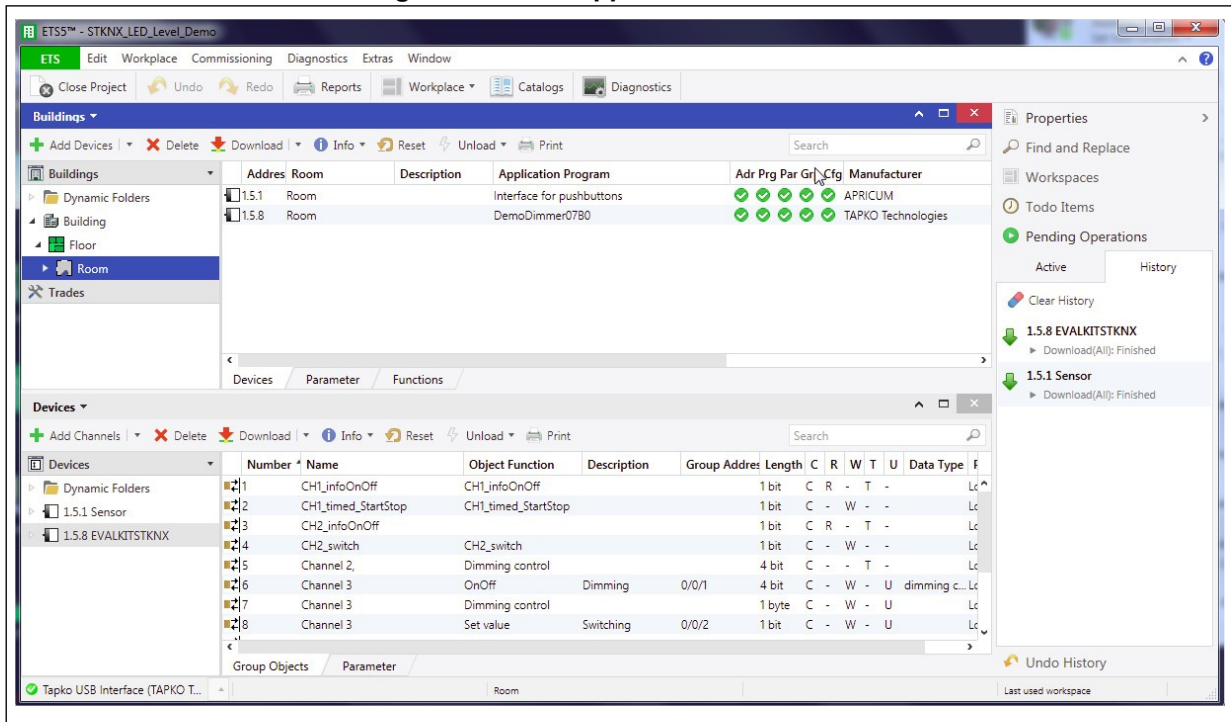 ETS5™ - STKNX_LED_Level_Demo
ETS Edit Workplace Commissioning Diagnostics Extras Window
Close Project Undo Redo Reports Workplace Catalogs Diagnostics
Buildings
Add Devices Delete Download Info Reset Unload Print Search
Buildings Addres Room Description Application Program Adr Prg Par Gr Cfg Manufacturer
Dynamic Folders 1.5.1 Room Interface for pushbuttons APRICUM
Building 1.5.8 Room DemoDimmer07B0 TAPKO Technologies
Floor
Room
Trades
Devices Parameter Functions
Devices
Add Channels Delete Download Info Reset Unload Print Search
Devices Number Name Object Function Description Group Addres Length C R W T U Data Type
Dynamic Folders 1 CH1_infoOnOff CH1_infoOnOff 1 bit C R - T -
1.5.1 Sensor 2 CH1_timed_StartStop CH1_timed_StartStop 1 bit C - W - -
1.5.8 EVALKITSTKNX 3 CH2_infoOnOff 1 bit C R - T -
4 CH2_switch CH2_switch 1 bit C - W - -
5 Channel 2, Dimming control 4 bit C - - T -
6 Channel 3 OnOff Dimming 0/0/1 4 bit C - W - U dimming c...
7 Channel 3 Dimming control 1 byte C - W - U
8 Channel 3 Set value Switching 0/0/2 1 bit C - W - U
Group Objects Parameter
Tapko USB Interface (TAPKO T... Room
Properties
Find and Replace
Workspaces
Todo Items
Pending Operations
Active History
Clear History
1.5.8 EVALKITSTKNX
Download(All): Finished
1.5.1 Sensor
Download(All): Finished
Undo History
Last used workspace